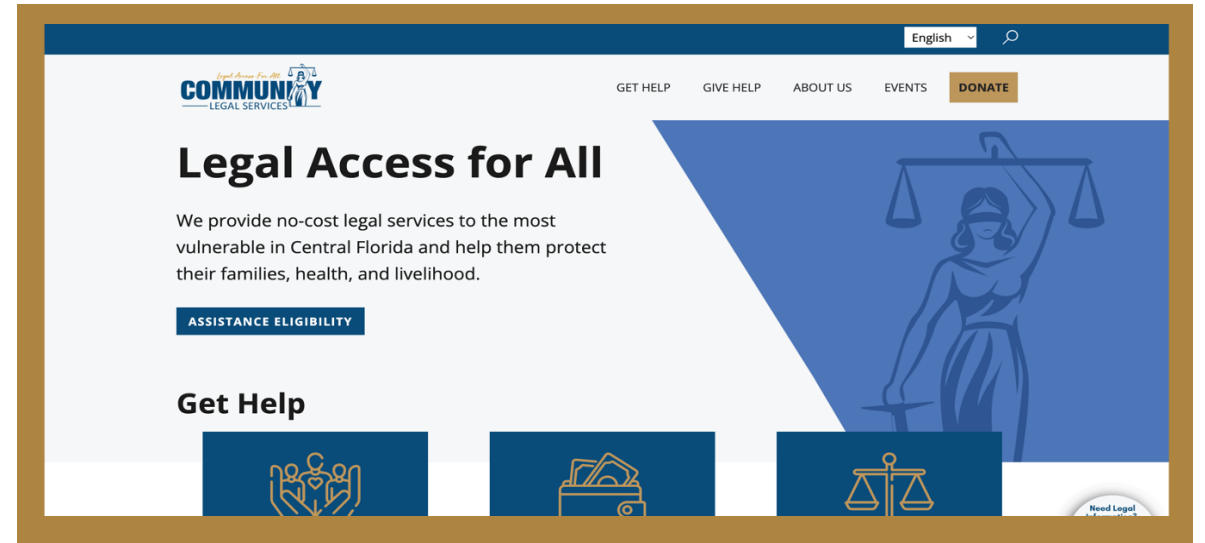 English
Legal Access For All
COMMUNITY
LEGAL SERVICES
GET HELP GIVE HELP ABOUT US EVENTS DONATE
Legal Access for All
We provide no-cost legal services to the most
vulnerable in Central Florida and help them protect
their families, health, and livelihood.
ASSISTANCE ELIGIBILITY
Get Help
Need Legal